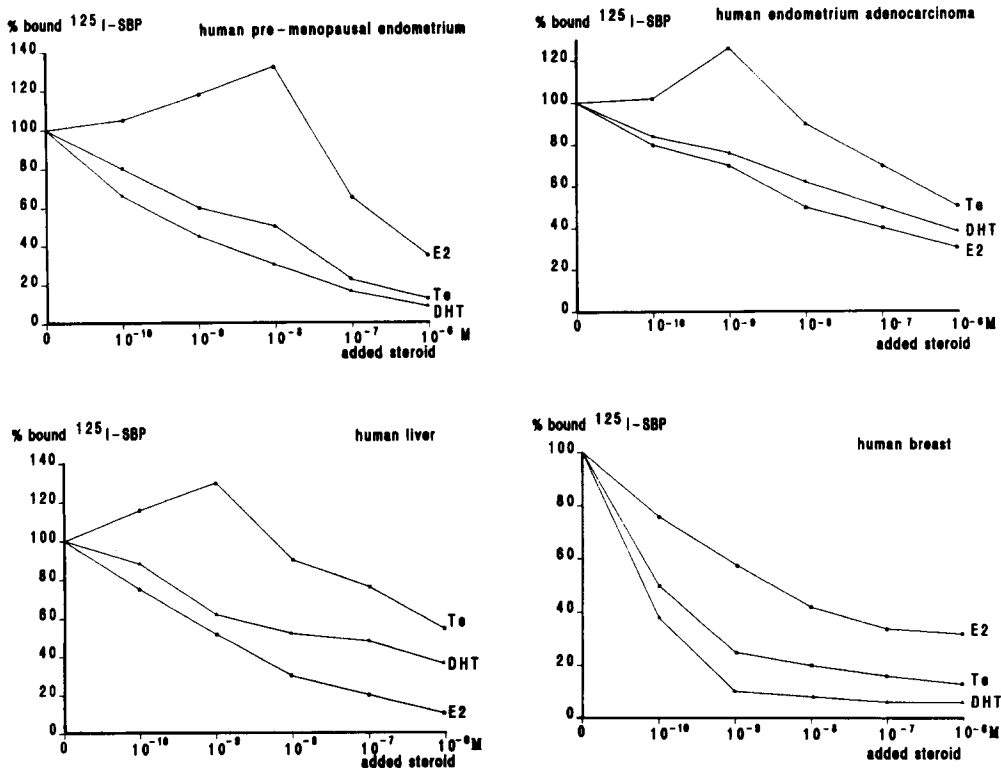 % bound 125 I-SBP
human pre-menopausal endometrium
140
120
100
80
60
40
20
0
E2
Te
DHT
0 10-10 10-9 10-8 10-7 10-6 M
added steroid
% bound 125 I-SBP
human endometrium adenocarcinoma
120
100
80
60
40
20
0
Te
DHT
E2
0 10-10 10-9 10-8 10-7 10-6 M
added steroid
% bound 125 I-SBP
human liver
140
120
100
80
60
40
20
0
Te
DHT
E2
0 10-10 10-9 10-8 10-7 10-6 M
added steroid
% bound 125 I-SBP
human breast
100
80
60
40
20
0
E2
Te
DHT
0 10-10 10-9 10-8 10-7 10-6 M
added steroid